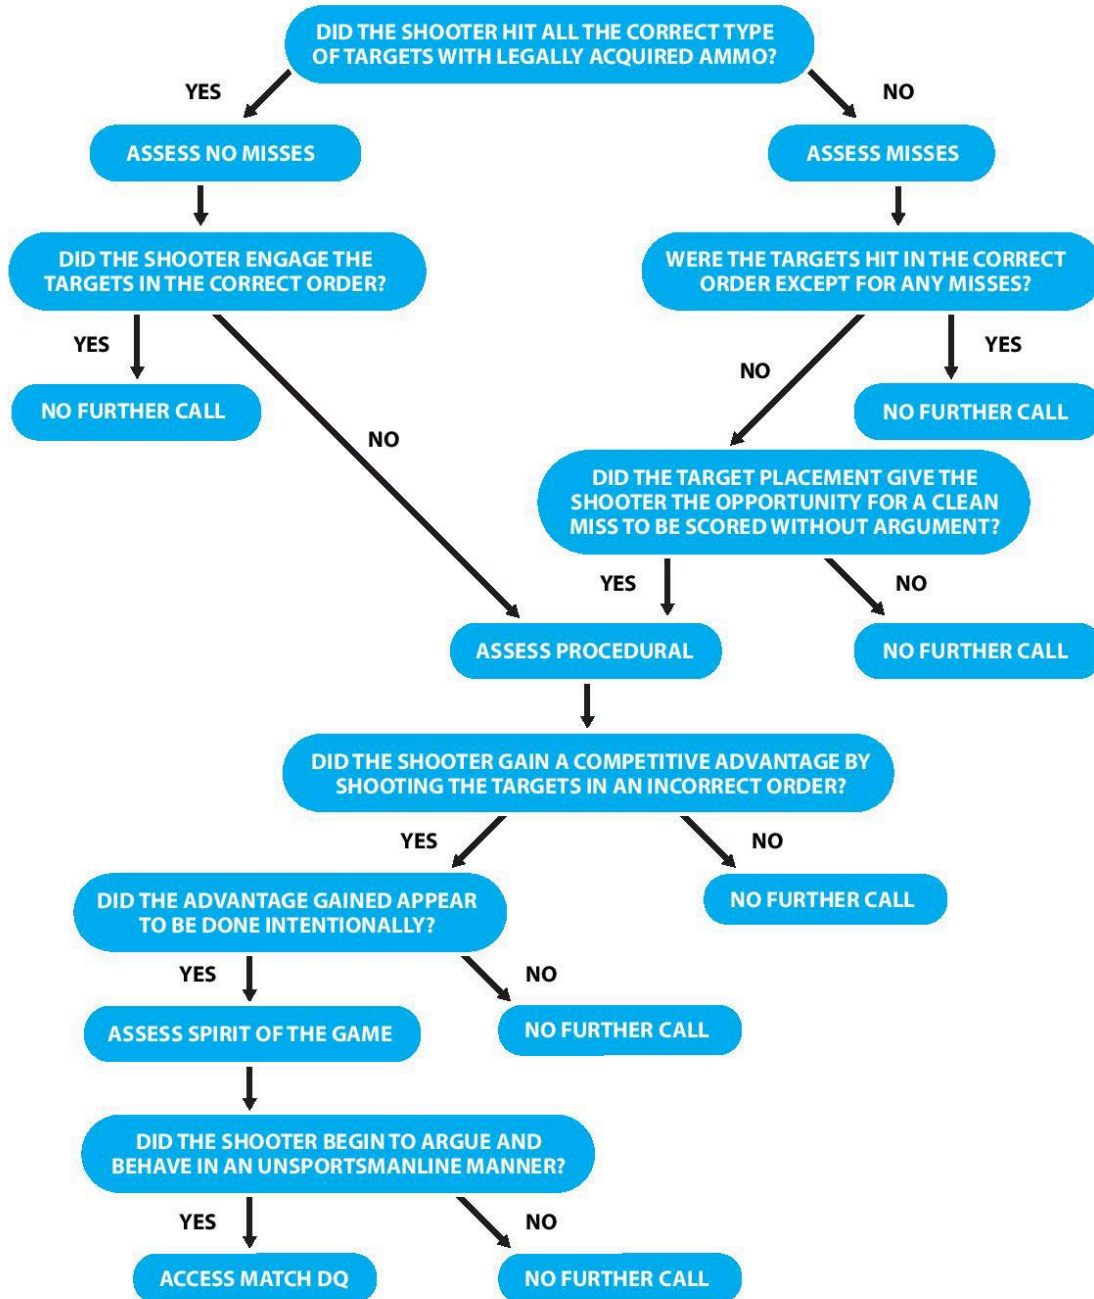 DID THE SHOOTER HIT ALL THE CORRECT TYPE
OF TARGETS WITH LEGALLY ACQUIRED AMMO?
YES
NO
ASSESS NO MISSES
ASSESS MISSES
DID THE SHOOTER ENGAGE THE
TARGETS IN THE CORRECT ORDER?
WERE THE TARGETS HIT IN THE CORRECT
ORDER EXCEPT FOR ANY MISSES?
YES
NO
NO
YES
NO FURTHER CALL
NO FURTHER CALL
DID THE TARGET PLACEMENT GIVE THE
SHOOTER THE OPPORTUNITY FOR A CLEAN
MISS TO BE SCORED WITHOUT ARGUMENT?
YES
NO
ASSESS PROCEDURAL
NO FURTHER CALL
DID THE SHOOTER GAIN A COMPETITIVE ADVANTAGE BY
SHOOTING THE TARGETS IN AN INCORRECT ORDER?
YES
NO
DID THE ADVANTAGE GAINED APPEAR
TO BE DONE INTENTIONALLY?
NO FURTHER CALL
YES
NO
ASSESS SPIRIT OF THE GAME
NO FURTHER CALL
DID THE SHOOTER BEGIN TO ARGUE AND
BEHAVE IN AN UNSPORTSMANLINE MANNER?
YES
NO
ACCESS MATCH DQ
NO FURTHER CALL